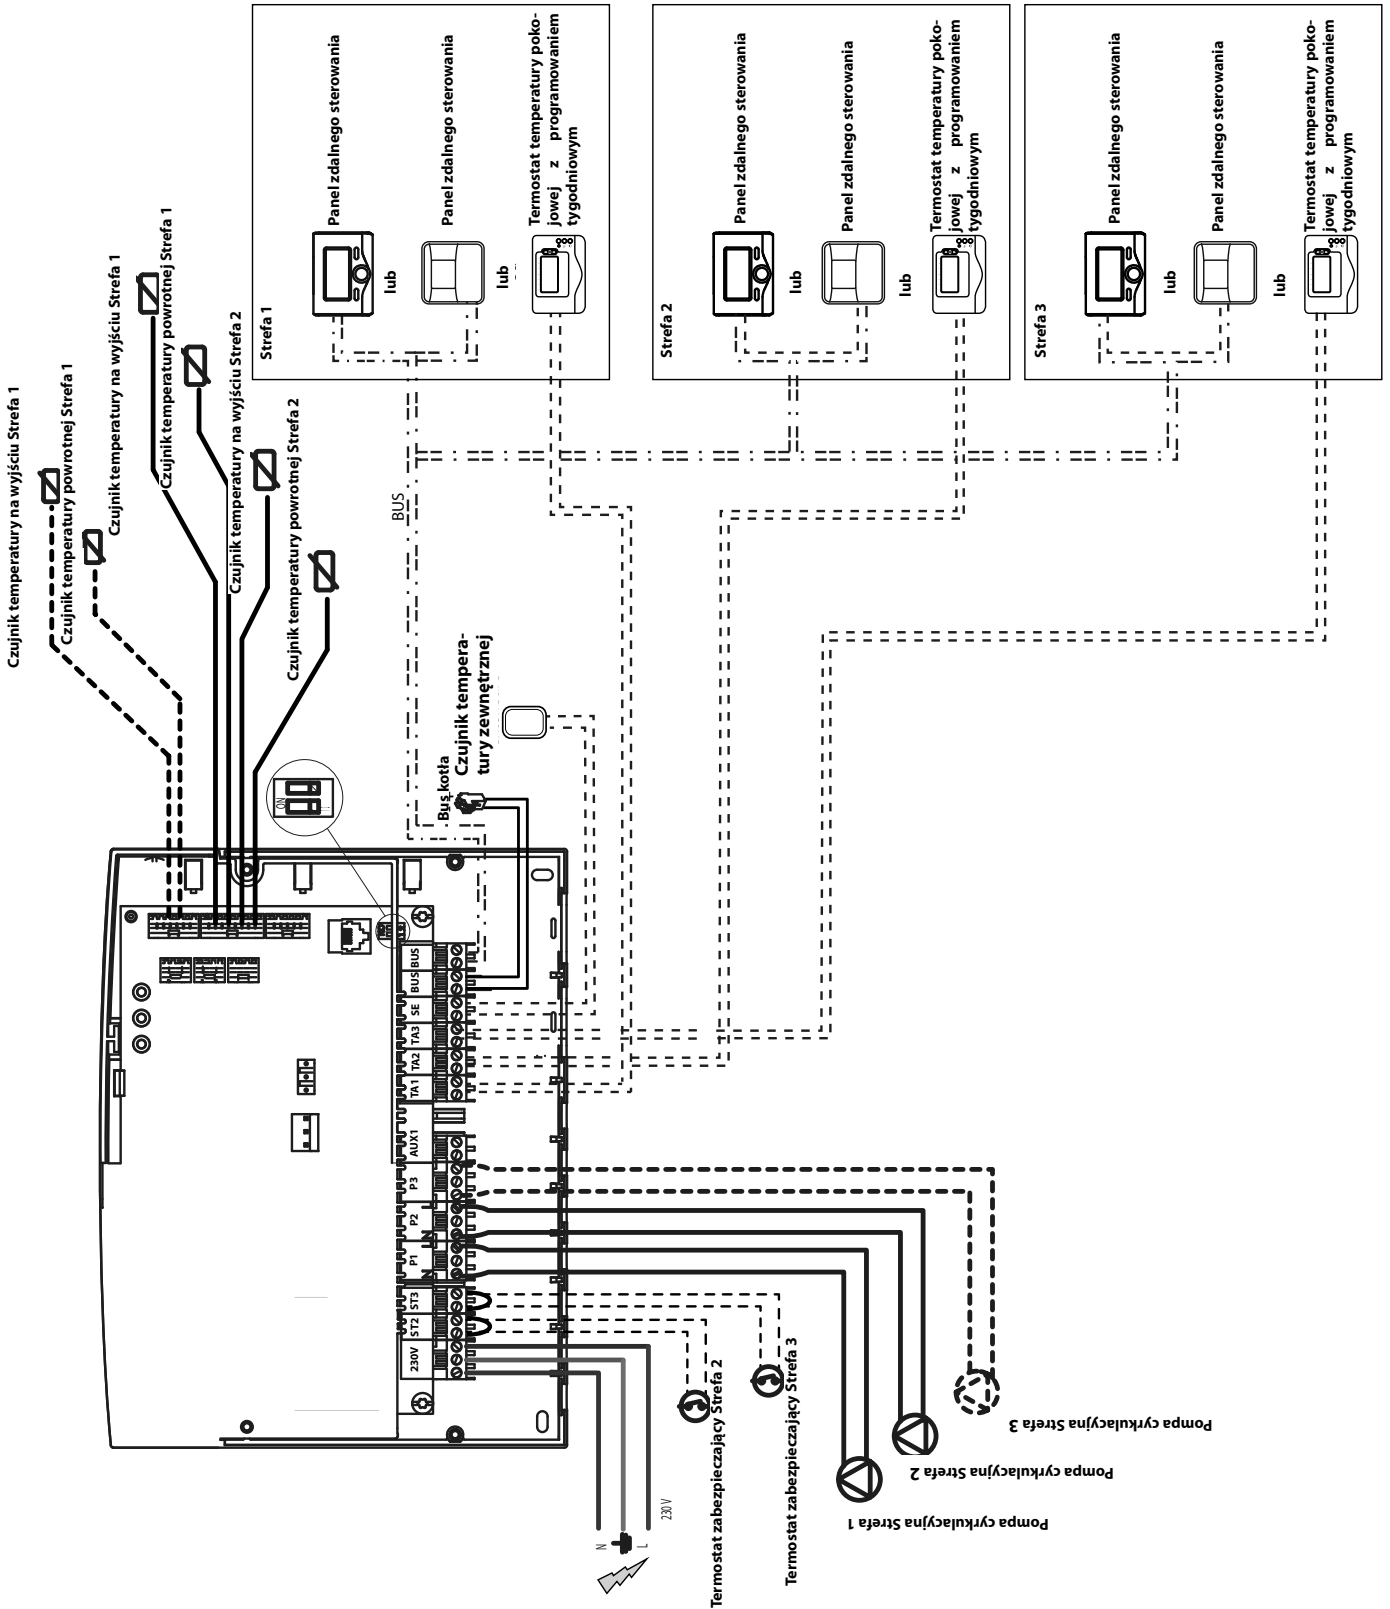 Czujnik temperatury na wyjściu Strefa 1
Czujnik temperatury powrotnej Strefa 1
Czujnik temperatury na wyjściu Strefa 1
Czujnik temperatury powrotnej Strefa 1
Czujnik temperatury na wyjściu Strefa 2
Czujnik temperatury powrotnej Strefa 2
Strefa 1
Panel zdalnego sterowania
lub
Panel zdalnego sterowania
lub
Termostat temperatury poko-
jowej z programowaniem
tygodniowym
Strefa 2
Panel zdalnego sterowania
lub
Panel zdalnego sterowania
lub
Termostat temperatury poko-
jowej z programowaniem
tygodniowym
Strefa 3
Panel zdalnego sterowania
lub
Panel zdalnego sterowania
lub
Termostat temperatury poko-
jowej z programowaniem
tygodniowym
BUS
Bus kotła
Czujnik tempera-
tury zewnętrznej
ON
230V
ST2
ST3
P1
P2
P3
AUX1
TA1
TA2
TA3
SE
BUS
BUS
N
L
N
L
N
L
230 V
Termostat zabezpieczający Strefa 2
Termostat zabezpieczający Strefa 3
Pompa cyrkulacyjna Strefa 1
Pompa cyrkulacyjna Strefa 2
Pompa cyrkulacyjna Strefa 3